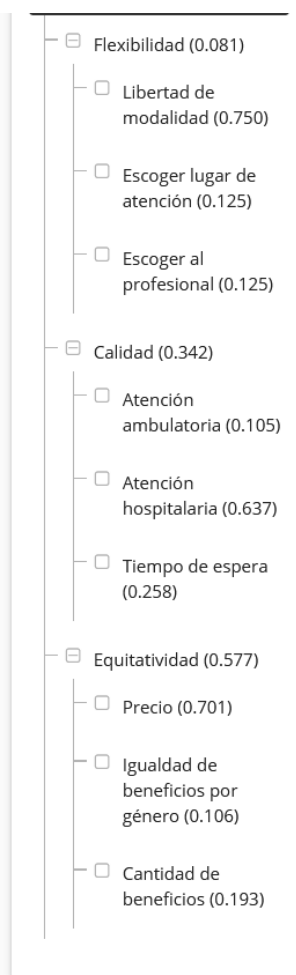 Flexibilidad (0.081)
Libertad de
modalidad (0.750)
Escoger lugar de
atención (0.125)
Escoger al
profesional (0.125)
Calidad (0.342)
Atención
ambulatoria (0.105)
Atención
hospitalaria (0.637)
Tiempo de espera
(0.258)
Equitatividad (0.577)
Precio (0.701)
Igualdad de
beneficios por
género (0.106)
Cantidad de
beneficios (0.193)